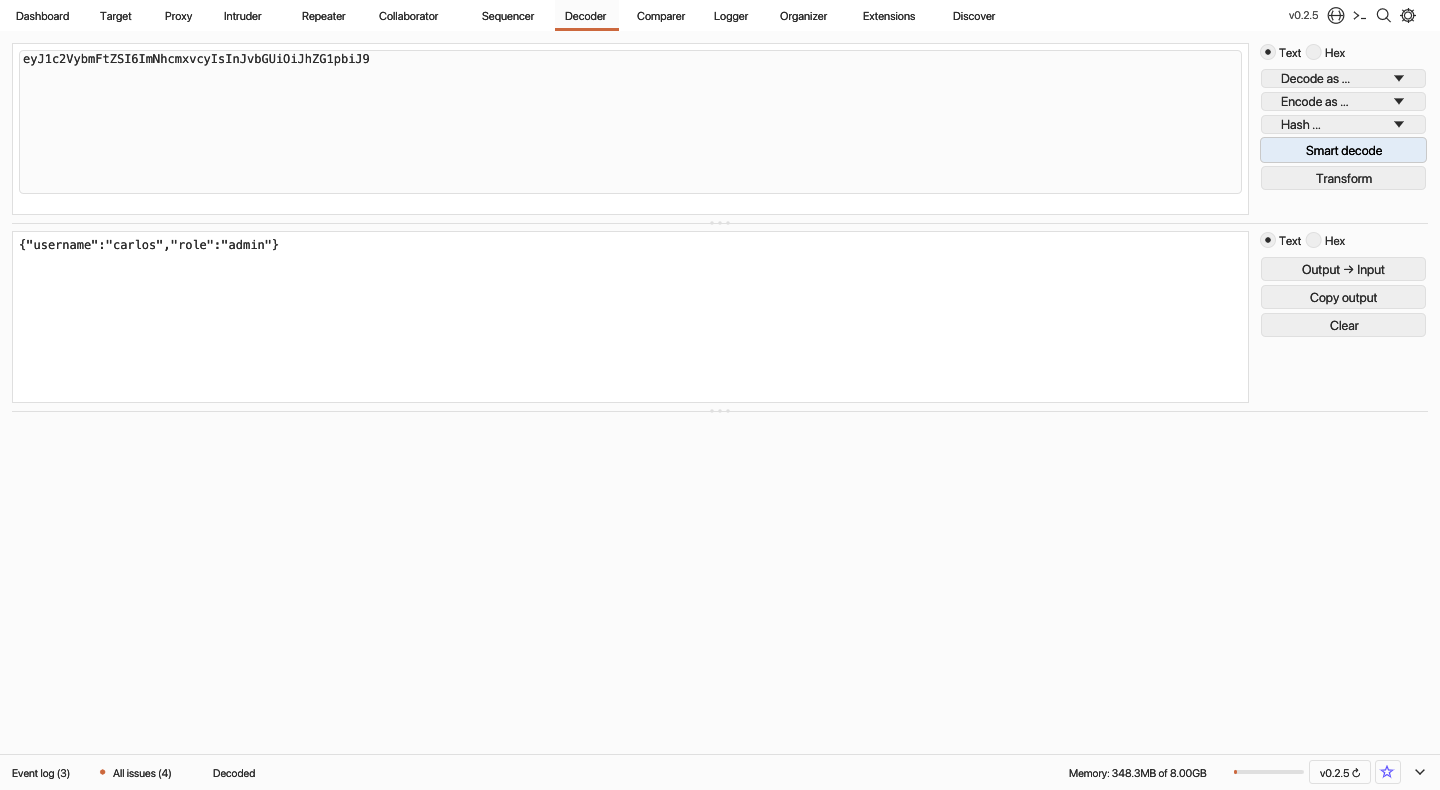 Dashboard Target Proxy Intruder Repeater Collaborator Sequencer Decoder Comparer Logger Organizer Extensions Discover v0.2.5
eyJ1c2VybmFtZSI6ImNhcmxvcyIsInJvbGUiOiJhZG1pbiJ9
Text Hex
Decode as ...
Encode as ...
Hash ...
Smart decode
Transform
{"username":"carlos","role":"admin"}
Text Hex
Output → Input
Copy output
Clear
Event log (3) All issues (4) Decoded Memory: 348.3MB of 8.00GB v0.2.5